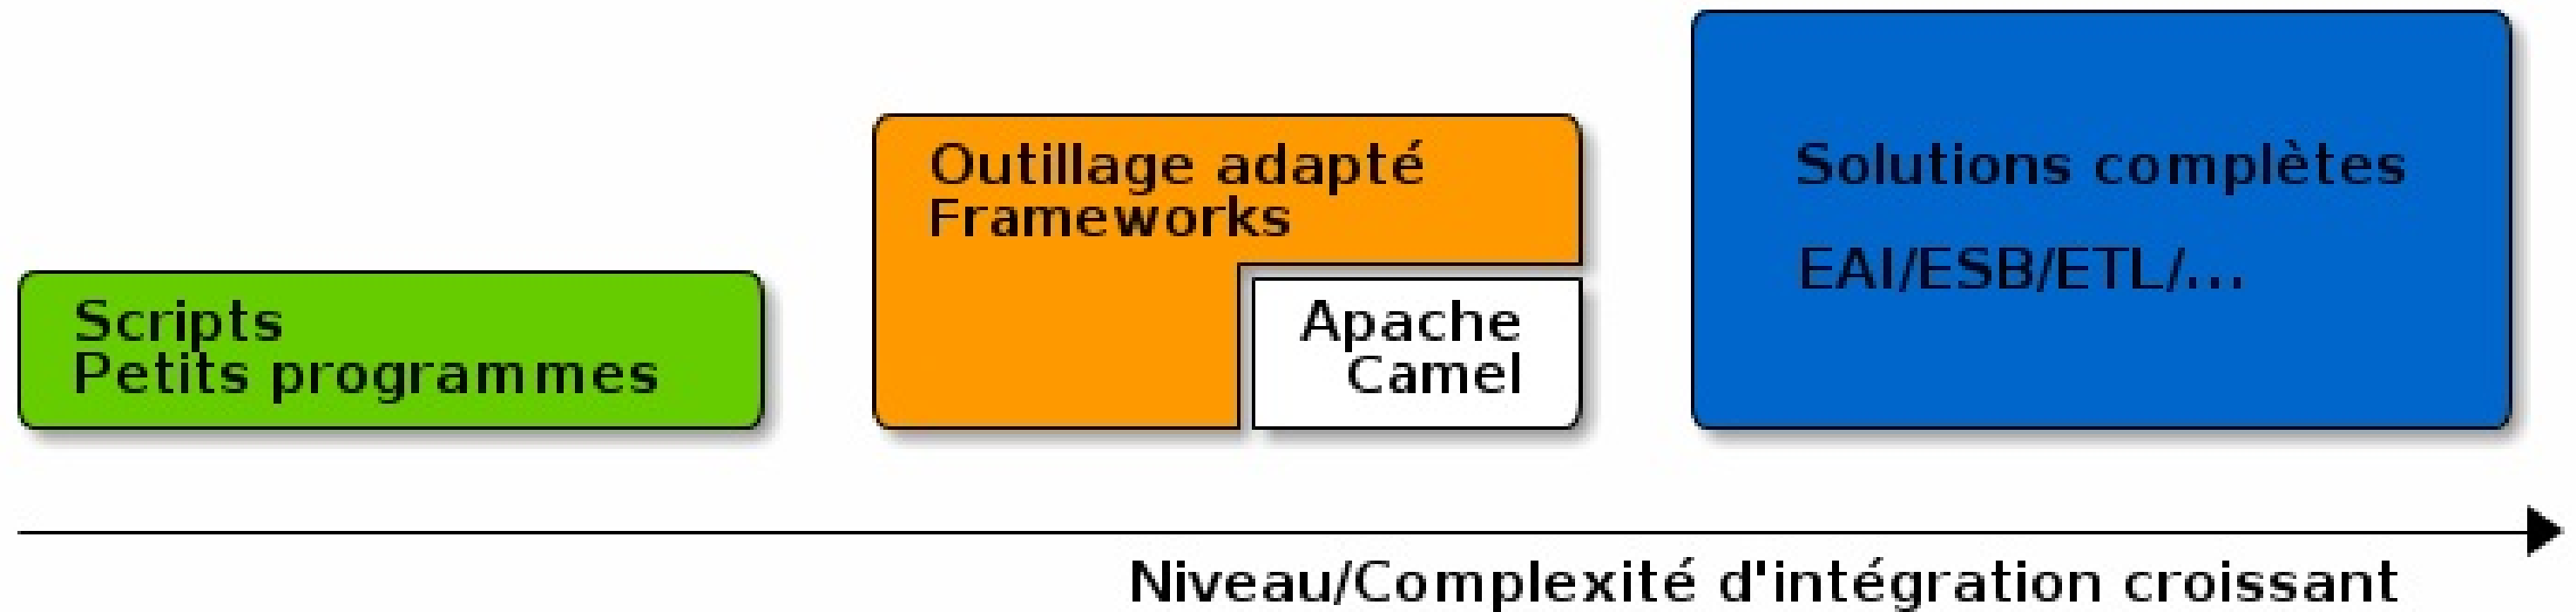 Scripts
Petits programmes
Outillage adapté
Frameworks
Apache
Camel
Solutions complètes
EAI/ESB/ETL/...
Niveau/Complexité d'intégration croissant